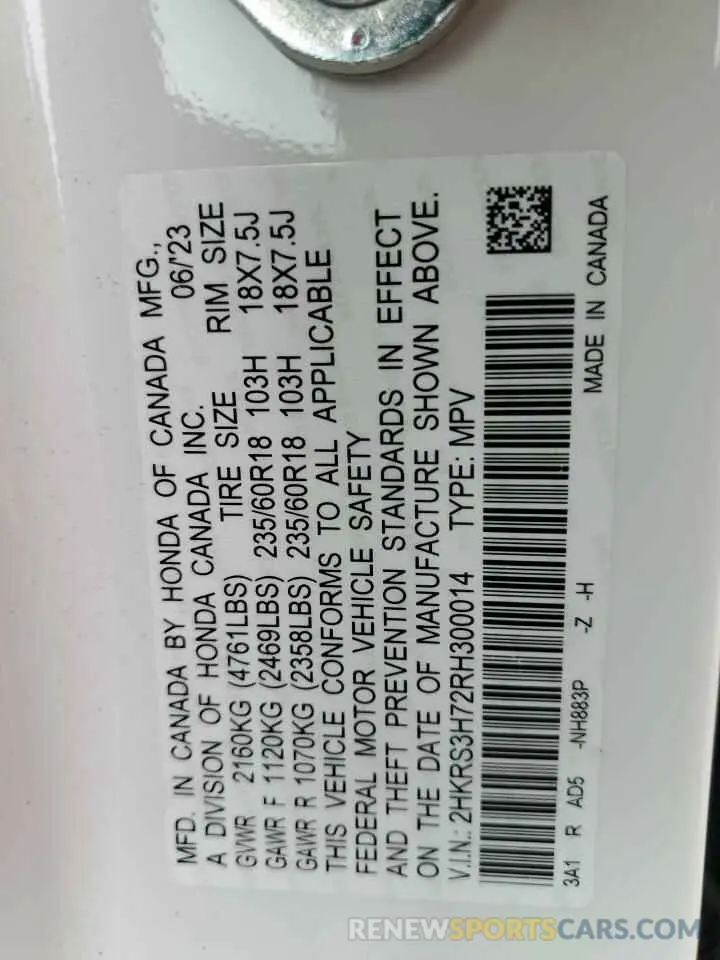 MFD. IN CANADA BY HONDA OF CANADA MFG.,
A DIVISION OF HONDA CANADA INC. 06/'23
GVWR 2160KG (4761LBS) TIRE SIZE RIM SIZE
GAWR F 1120KG (2469LBS) 235/60R18 103H 18X7.5J
GAWR R 1070KG (2358LBS) 235/60R18 103H 18X7.5J
THIS VEHICLE CONFORMS TO ALL APPLICABLE
FEDERAL MOTOR VEHICLE SAFETY
AND THEFT PREVENTION STANDARDS IN EFFECT
ON THE DATE OF MANUFACTURE SHOWN ABOVE.
V.I.N.: 2HKRS3H72RH300014 TYPE: MPV
3A1 R AD5 -NH883P -Z -H
MADE IN CANADA
RENEWSPORTSCARS.COM